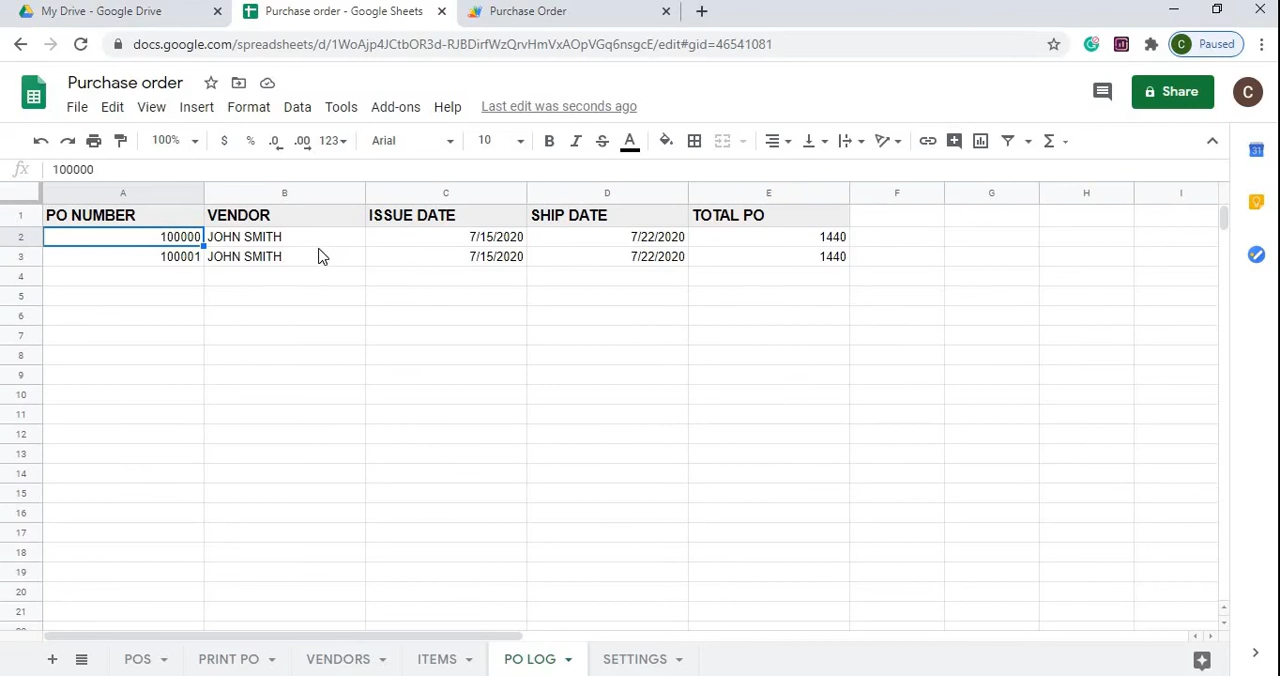 My Drive - Google Drive
Purchase order - Google Sheets
Purchase Order
docs.google.com/spreadsheets/d/1WoAjp4JCtbOR3d-RJBDirfWzQrvHmVxAOpVGq6nsgcE/edit#gid=46541081
C Paused
Purchase order
File Edit View Insert Format Data Tools Add-ons Help Last edit was seconds ago
Share
C
100% $ % .0 .00 123 Arial 10 B I S A
31
fx 100000
A B C D E F G H I
1 PO NUMBER VENDOR ISSUE DATE SHIP DATE TOTAL PO
2 100000 JOHN SMITH 7/15/2020 7/22/2020 1440
3 100001 JOHN SMITH 7/15/2020 7/22/2020 1440
4
5
6
7
8
9
10
11
12
13
14
15
16
17
18
19
20
21
POS PRINT PO VENDORS ITEMS PO LOG SETTINGS